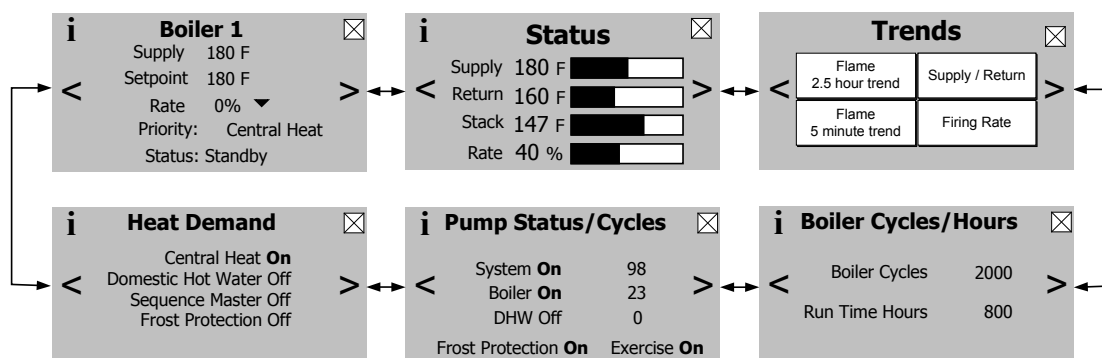 i Boiler 1
Supply 180 F
Setpoint 180 F
< Rate 0% >
Priority: Central Heat
Status: Standby
i Status
Supply 180 F
< Return 160 F >
Stack 147 F
Rate 40 %
Trends
Flame
2.5 hour trend
Supply / Return
< >
Flame
5 minute trend
Firing Rate
i Heat Demand
Central Heat On
< Domestic Hot Water Off >
Sequence Master Off
Frost Protection Off
i Pump Status/Cycles
System On 98
< Boiler On 23 >
DHW Off 0
Frost Protection On Exercise On
i Boiler Cycles/Hours
Boiler Cycles 2000
< >
Run Time Hours 800